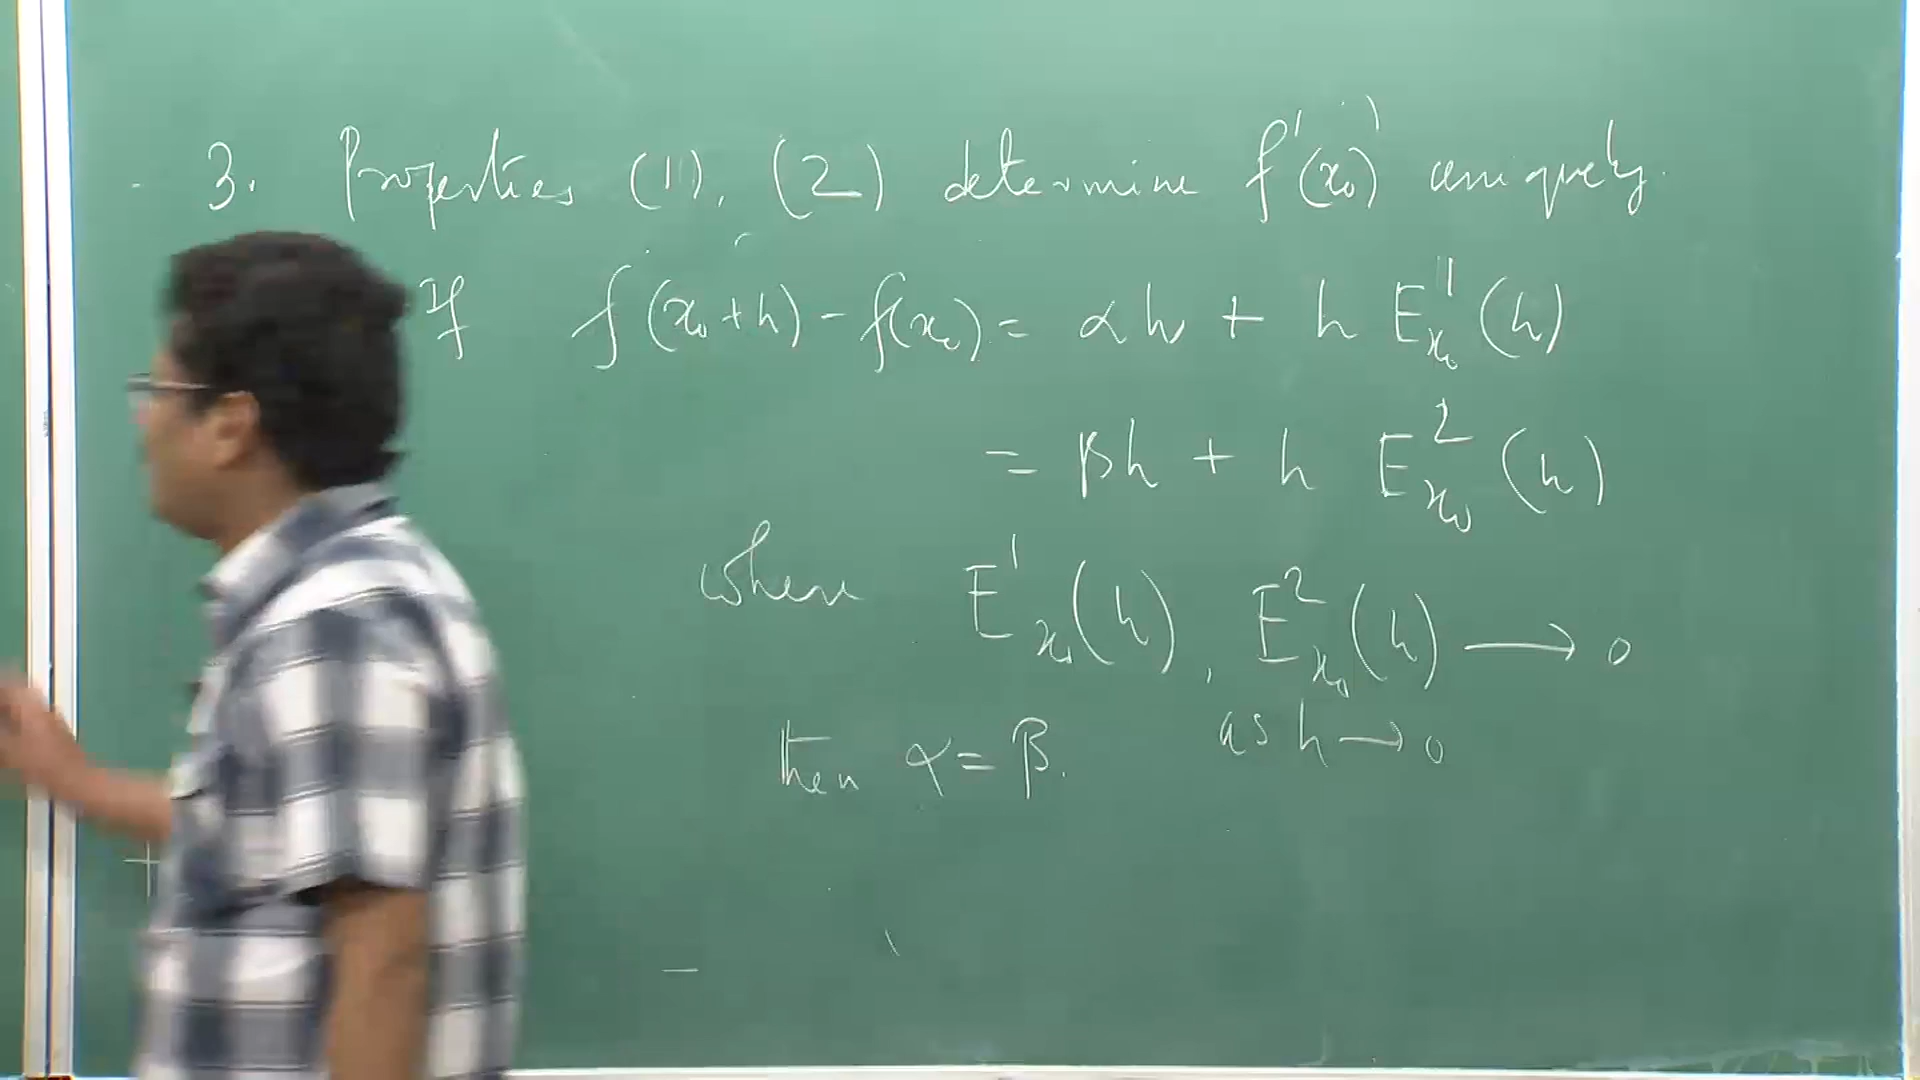 3. Properties (1), (2) determine f'(x₀) uniquely.
If f(x₀+h) - f(x₀) = αh + h E¹ₓ₀(h)
= βh + h E²ₓ₀(h)
where E¹ₓ₀(h), E²ₓ₀(h) ⟶ 0
as h → 0
then α = β.